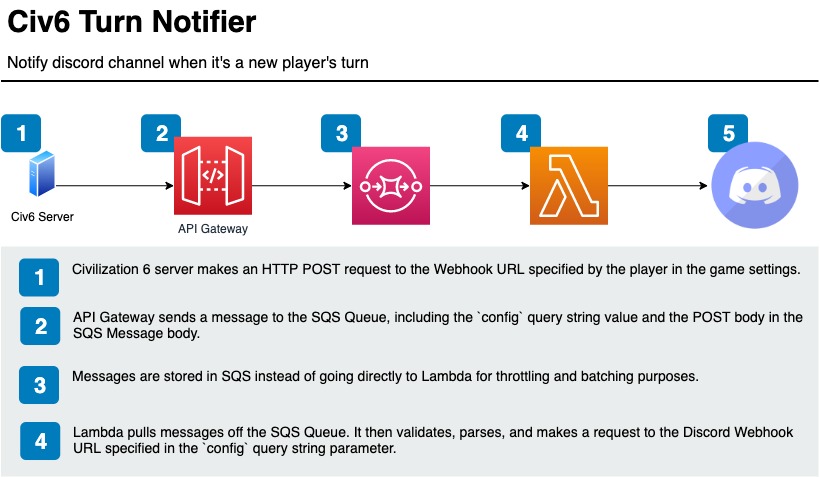 Civ6 Turn Notifier
Notify discord channel when it's a new player's turn
1
2
3
4
5
</>
Civ6 Server
API Gateway
1
Civilization 6 server makes an HTTP POST request to the Webhook URL specified by the player in the game settings.
2
API Gateway sends a message to the SQS Queue, including the `config` query string value and the POST body in the
SQS Message body.
3
Messages are stored in SQS instead of going directly to Lambda for throttling and batching purposes.
4
Lambda pulls messages off the SQS Queue. It then validates, parses, and makes a request to the Discord Webhook
URL specified in the `config` query string parameter.